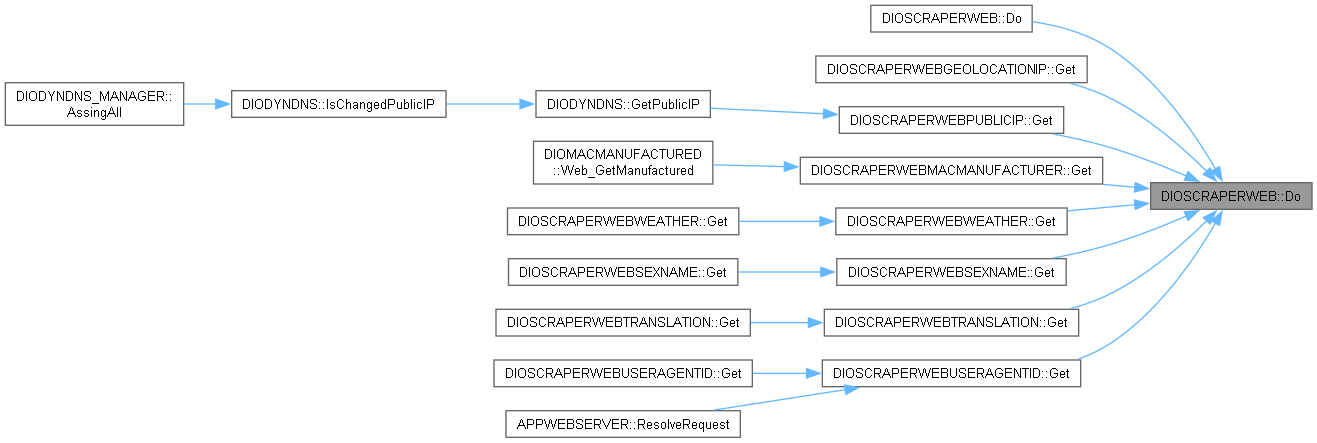 DIOSCRAPERWEB::Do
DIOSCRAPERWEBGEOLOCATIONIP::Get
DIODYNDNS_MANAGER::
AssingAll
DIODYNDNS::IsChangedPublicIP
DIODYNDNS::GetPublicIP
DIOSCRAPERWEBPUBLICIP::Get
DIOMACMANUFACTURED
::Web_GetManufactured
DIOSCRAPERWEBMACMANUFACTURER::Get
DIOSCRAPERWEB::Do
DIOSCRAPERWEBWEATHER::Get
DIOSCRAPERWEBWEATHER::Get
DIOSCRAPERWEBSEXNAME::Get
DIOSCRAPERWEBSEXNAME::Get
DIOSCRAPERWEBTRANSLATION::Get
DIOSCRAPERWEBTRANSLATION::Get
DIOSCRAPERWEBUSERAGENTID::Get
DIOSCRAPERWEBUSERAGENTID::Get
APPWEBSERVER::ResolveRequest